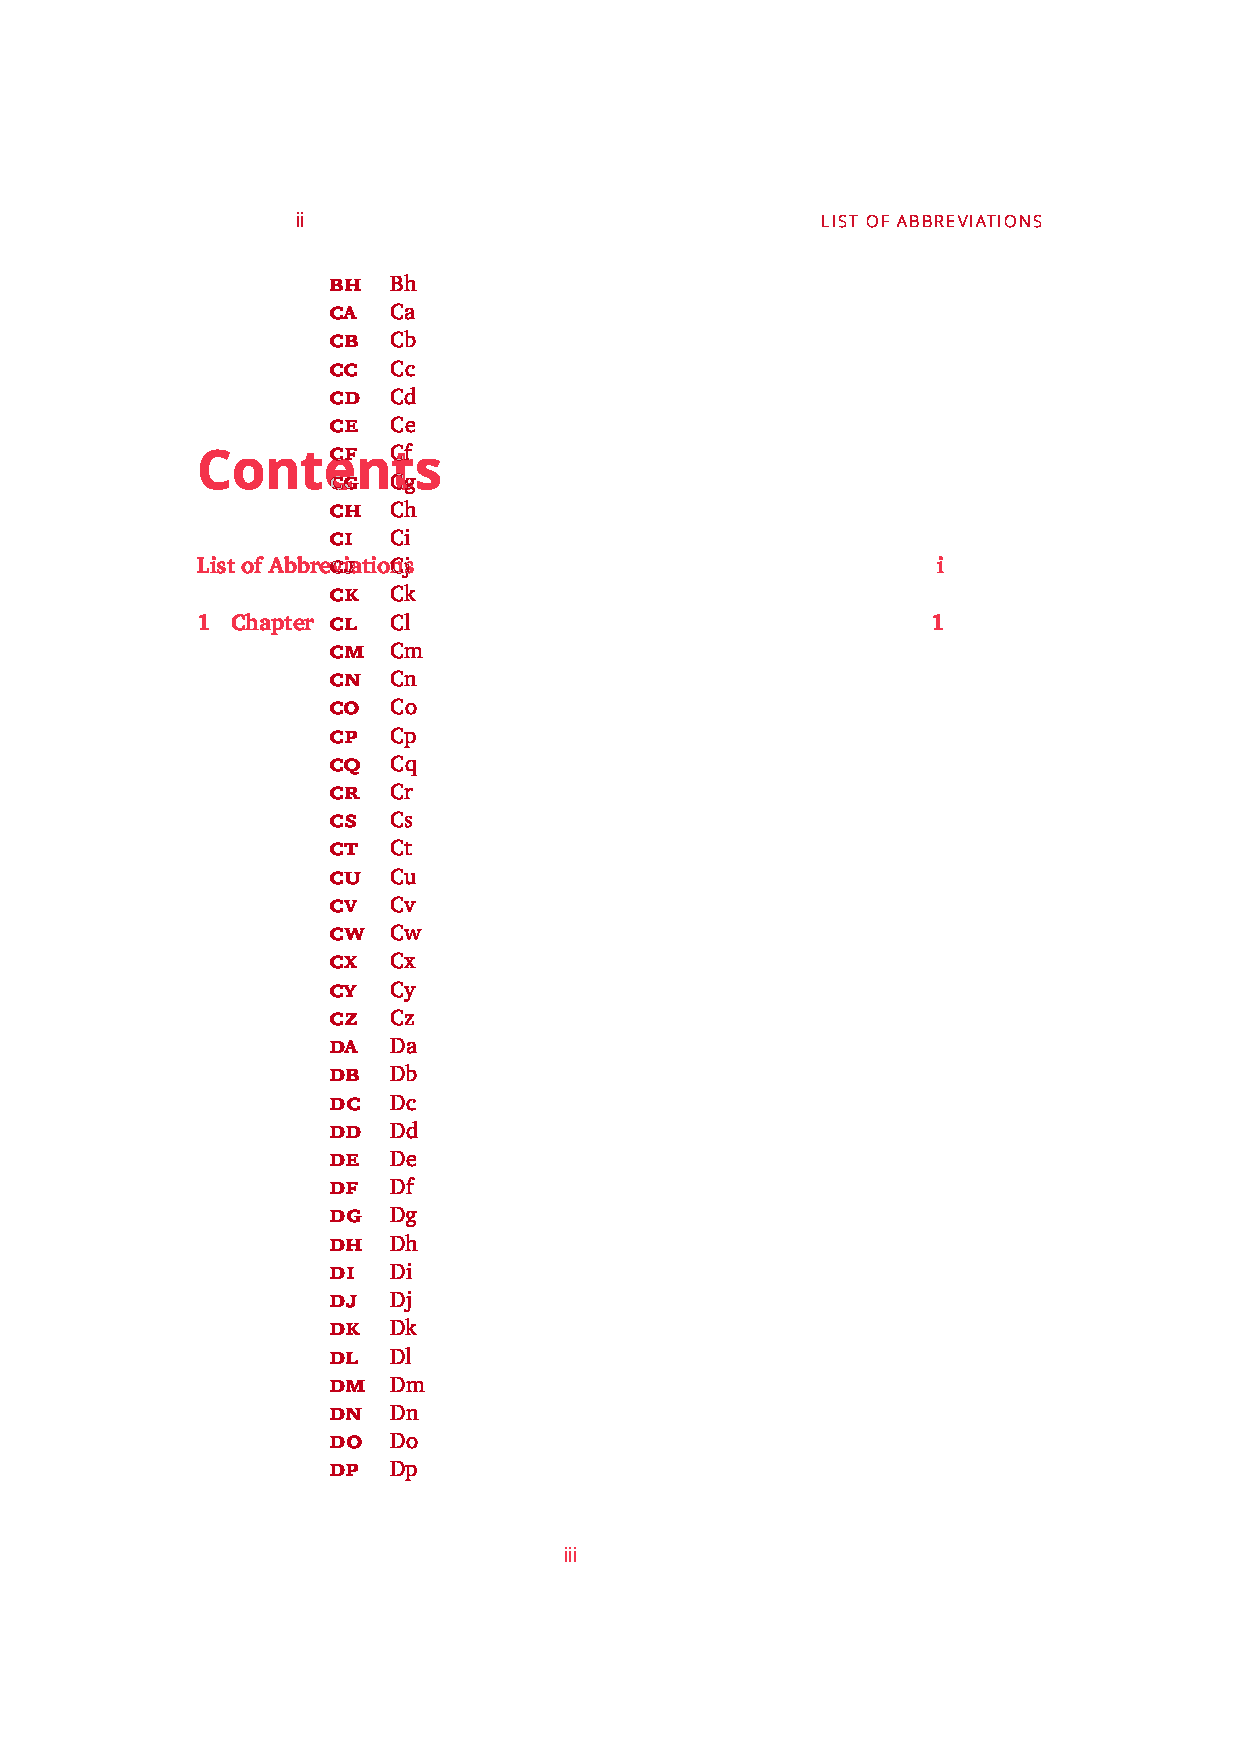 ii LIST OF ABBREVIATIONS
BH Bh
CA Ca
CB Cb
CC Cc
CD Cd
CE Ce
CF Cf
Contents
CG Cg
CH Ch
CI Ci
List of Abbreviations i
CJ Cj
CK Ck
1 Chapter 1
CL Cl
CM Cm
CN Cn
CO Co
CP Cp
CQ Cq
CR Cr
CS Cs
CT Ct
CU Cu
CV Cv
CW Cw
CX Cx
CY Cy
CZ Cz
DA Da
DB Db
DC Dc
DD Dd
DE De
DF Df
DG Dg
DH Dh
DI Di
DJ Dj
DK Dk
DL Dl
DM Dm
DN Dn
DO Do
DP Dp
iii